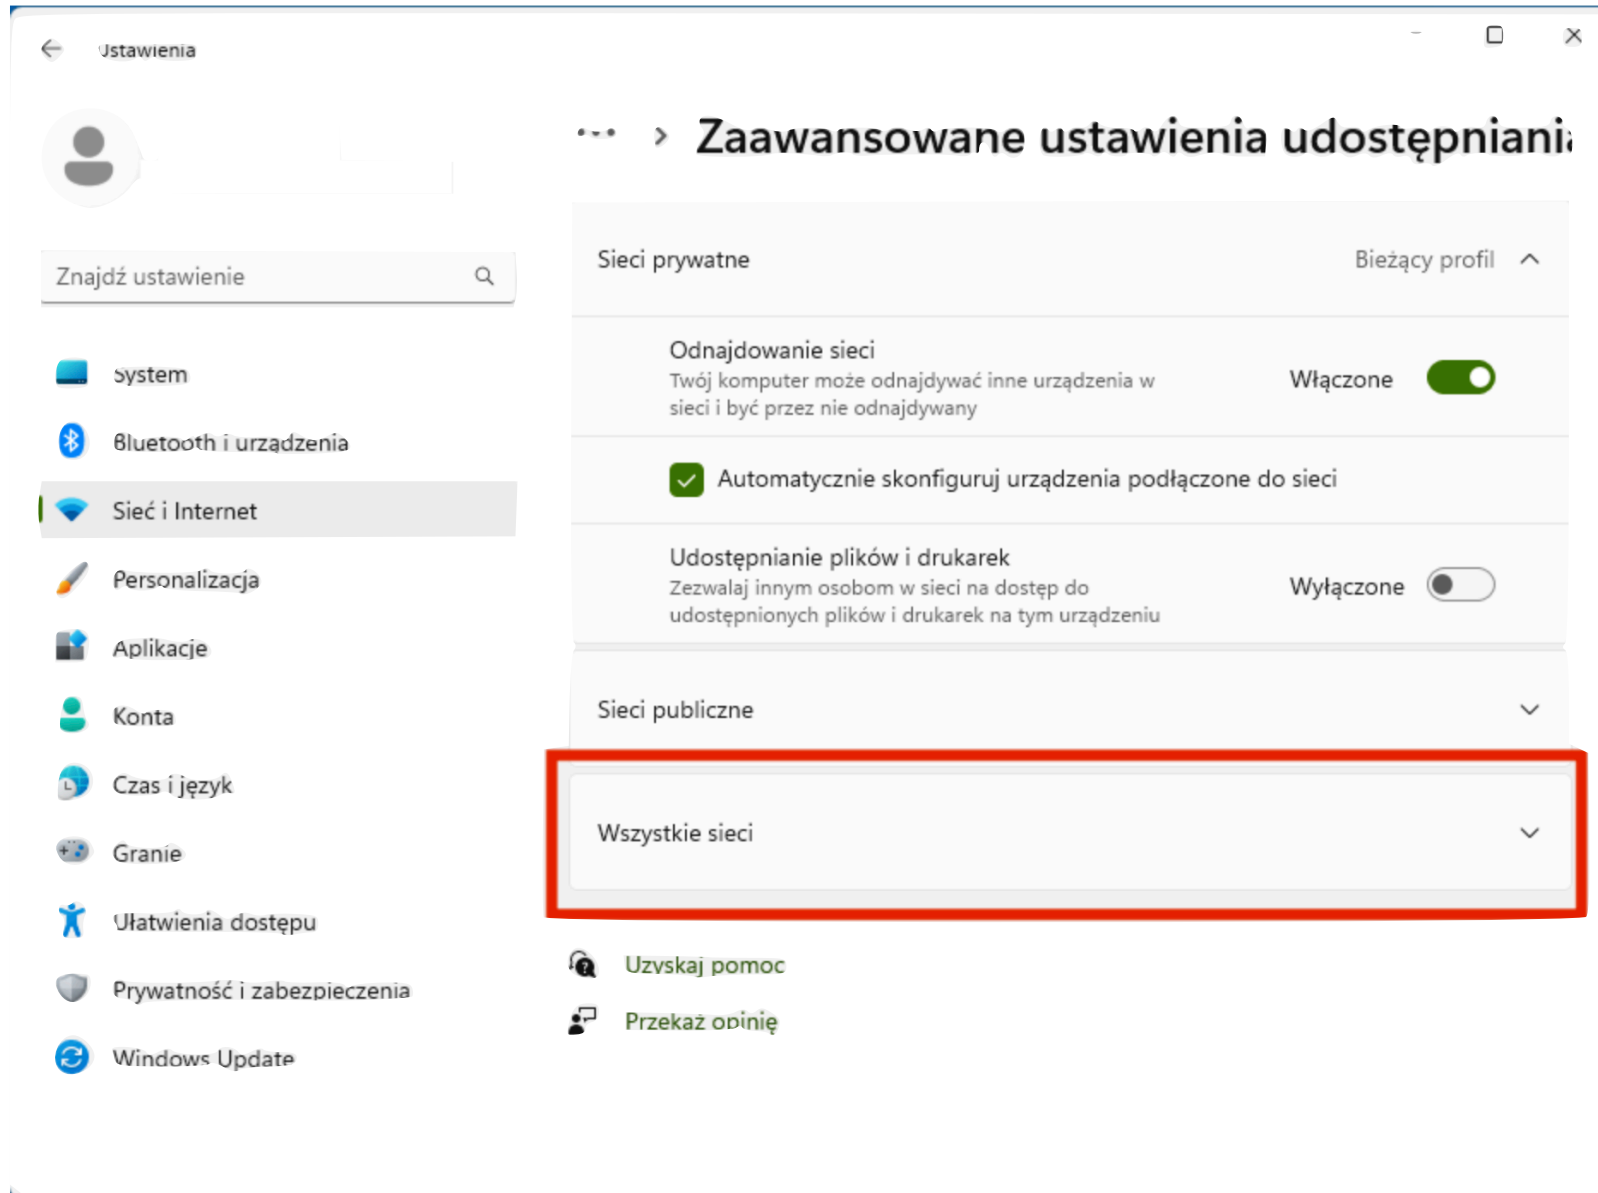 Ustawienia
Zaawansowane ustawienia udostępniania
Znajdź ustawienie
System
Bluetooth i urządzenia
Sieć i Internet
Personalizacja
Aplikacje
Konta
Czas i język
Granie
Ułatwienia dostępu
Prywatność i zabezpieczenia
Windows Update
Sieci prywatne
Bieżący profil
Odnajdowanie sieci
Twój komputer może odnajdywać inne urządzenia w
sieci i być przez nie odnajdywany
Włączone
Automatycznie skonfiguruj urządzenia podłączone do sieci
Udostępnianie plików i drukarek
Zezwalaj innym osobom w sieci na dostęp do
udostępnionych plików i drukarek na tym urządzeniu
Wyłączone
Sieci publiczne
Wszystkie sieci
Uzyskaj pomoc
Przekaż opinię